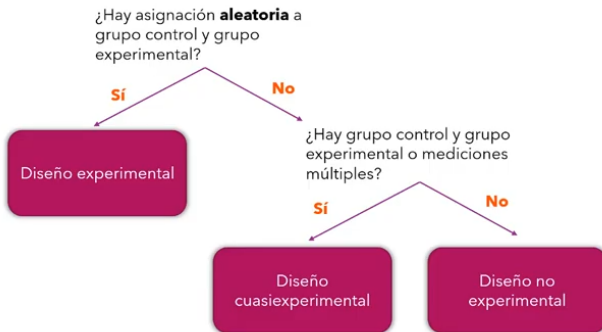 ¿Hay asignación aleatoria a
grupo control y grupo
experimental?
Sí
No
Diseño experimental
¿Hay grupo control y grupo
experimental o mediciones
múltiples?
Sí
No
Diseño
cuasiexperimental
Diseño no
experimental